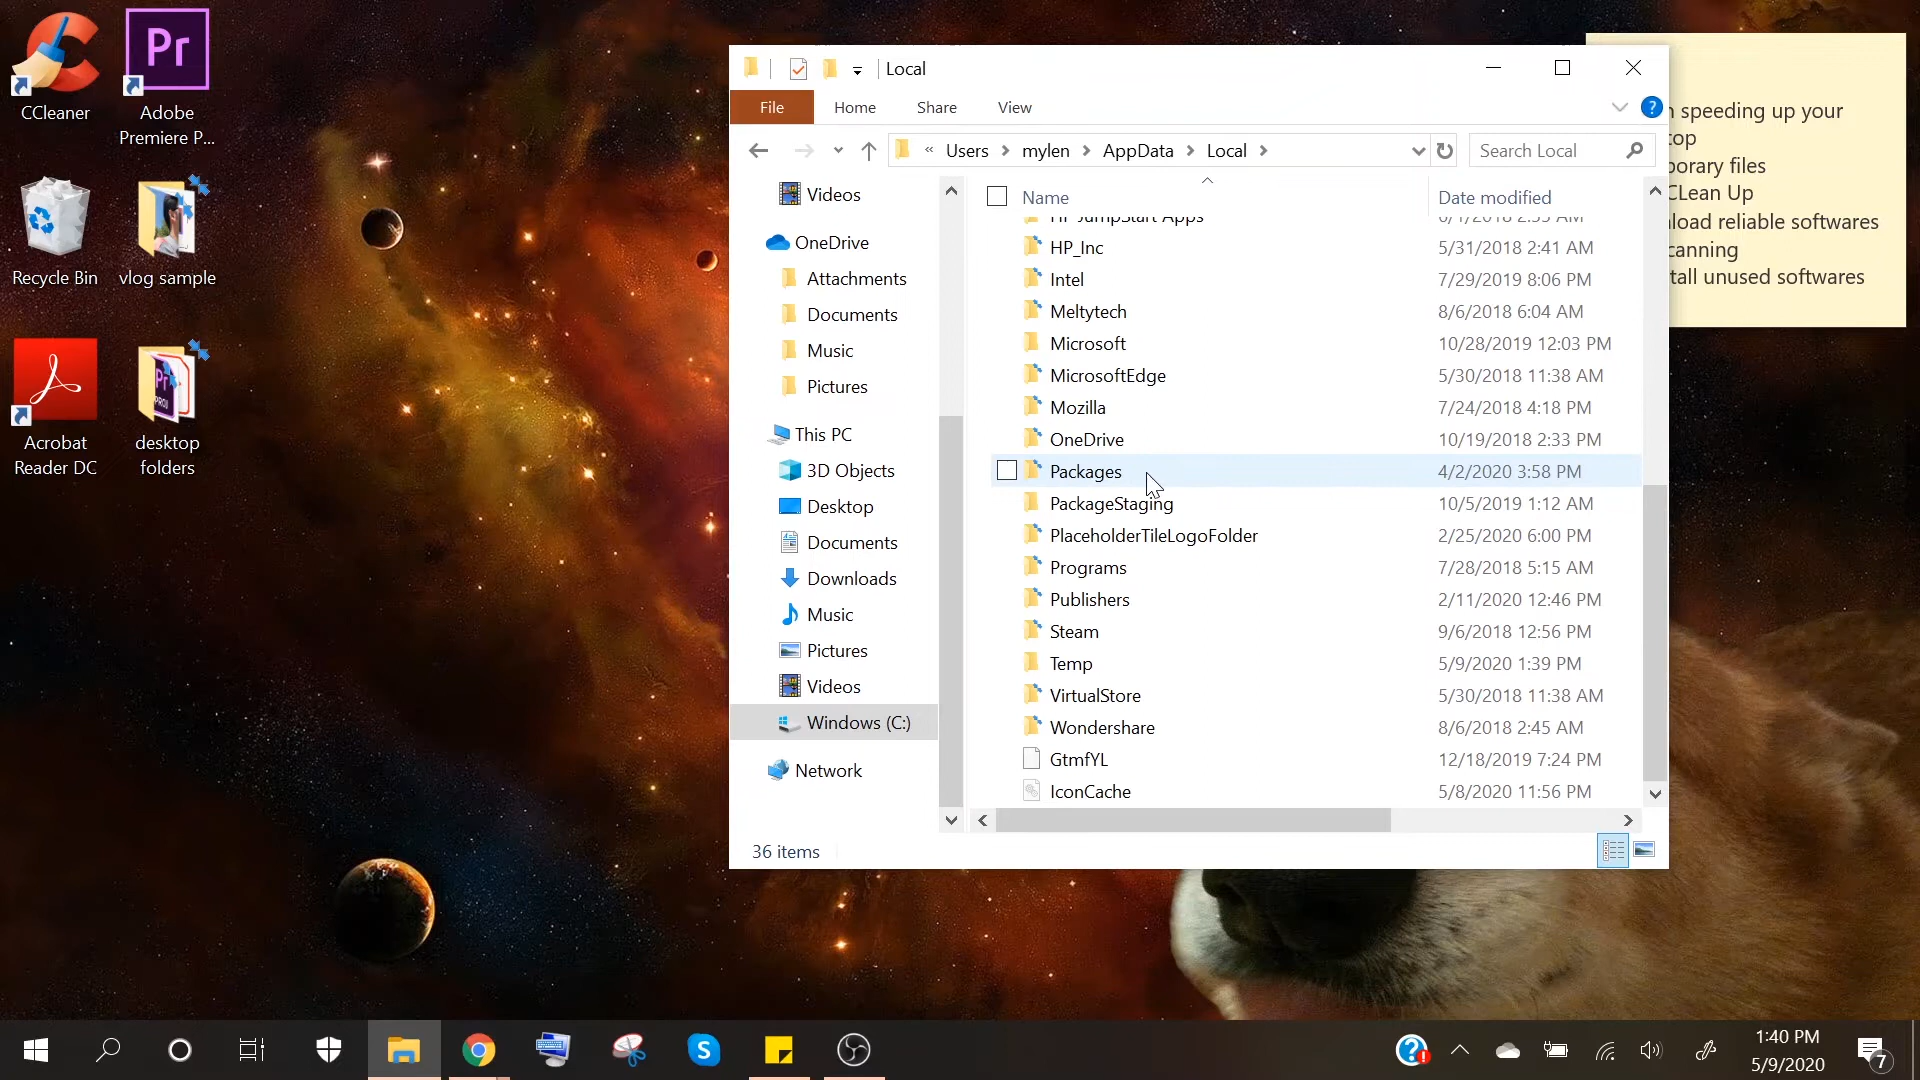 CCleaner
Adobe
Premiere P...
Recycle Bin
vlog sample
Acrobat
Reader DC
desktop
folders
Local
File
Home
Share
View
« Users > mylen > AppData > Local >
Search Local
Videos
OneDrive
Attachments
Documents
Music
Pictures
This PC
3D Objects
Desktop
Documents
Downloads
Music
Pictures
Videos
Windows (C:)
Network
Name
Date modified
HP JumpStart Apps
HP_Inc 5/31/2018 2:41 AM
Intel 7/29/2019 8:06 PM
Meltytech 8/6/2018 6:04 AM
Microsoft 10/28/2019 12:03 PM
MicrosoftEdge 5/30/2018 11:38 AM
Mozilla 7/24/2018 4:18 PM
OneDrive 10/19/2018 2:33 PM
Packages 4/2/2020 3:58 PM
PackageStaging 10/5/2019 1:12 AM
PlaceholderTileLogoFolder 2/25/2020 6:00 PM
Programs 7/28/2018 5:15 AM
Publishers 2/11/2020 12:46 PM
Steam 9/6/2018 12:56 PM
Temp 5/9/2020 1:39 PM
VirtualStore 5/30/2018 11:38 AM
Wondershare 8/6/2018 2:45 AM
GtmfYL 12/18/2019 7:24 PM
IconCache 5/8/2020 11:56 PM
36 items
speeding up your
top
porary files
CLean Up
load reliable softwares
canning
tall unused softwares
Pr
Pr
PROJ
1:40 PM
5/9/2020
7